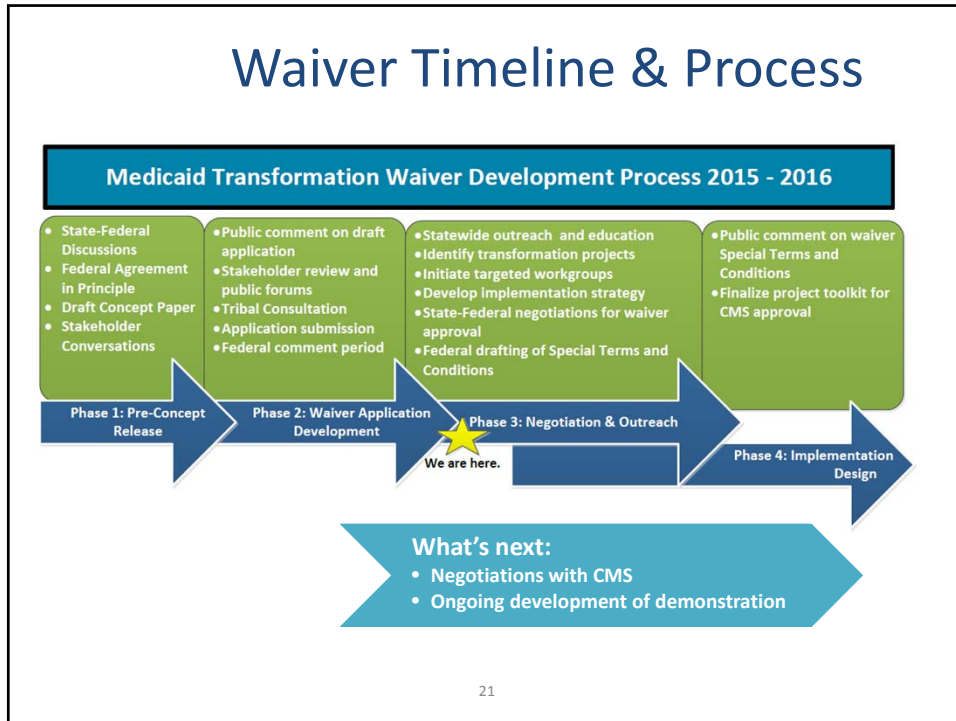 Waiver Timeline & Process
Medicaid Transformation Waiver Development Process 2015 - 2016
• State-Federal
Discussions
• Federal Agreement
in Principle
• Draft Concept Paper
• Stakeholder
Conversations
•Public comment on draft
application
•Stakeholder review and
public forums
•Tribal Consultation
•Application submission
•Federal comment period
•Statewide outreach and education
•Identify transformation projects
•Initiate targeted workgroups
•Develop implementation strategy
•State-Federal negotiations for waiver
approval
•Federal drafting of Special Terms and
Conditions
•Public comment on waiver
Special Terms and
Conditions
•Finalize project toolkit for
CMS approval
Phase 1: Pre-Concept
Release
Phase 2: Waiver Application
Development
Phase 3: Negotiation & Outreach
We are here.
Phase 4: Implementation
Design
What's next:
• Negotiations with CMS
• Ongoing development of demonstration
21